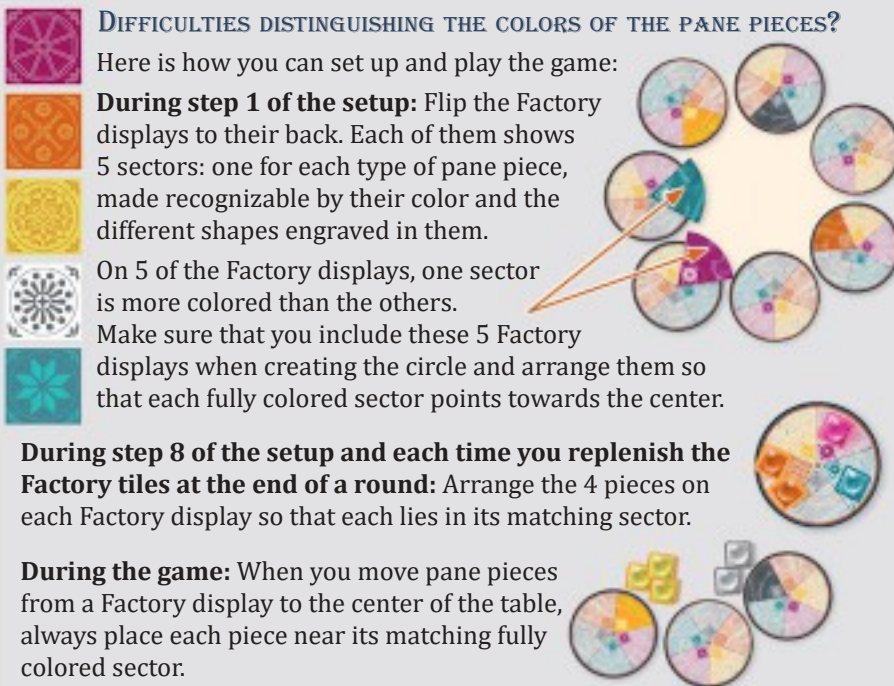 Difficulties distinguishing the colors of the pane pieces?
Here is how you can set up and play the game:
During step 1 of the setup: Flip the Factory
displays to their back. Each of them shows
5 sectors: one for each type of pane piece,
made recognizable by their color and the
different shapes engraved in them.
On 5 of the Factory displays, one sector
is more colored than the others.
Make sure that you include these 5 Factory
displays when creating the circle and arrange them so
that each fully colored sector points towards the center.
During step 8 of the setup and each time you replenish the
Factory tiles at the end of a round: Arrange the 4 pieces on
each Factory display so that each lies in its matching sector.
During the game: When you move pane pieces
from a Factory display to the center of the table,
always place each piece near its matching fully
colored sector.